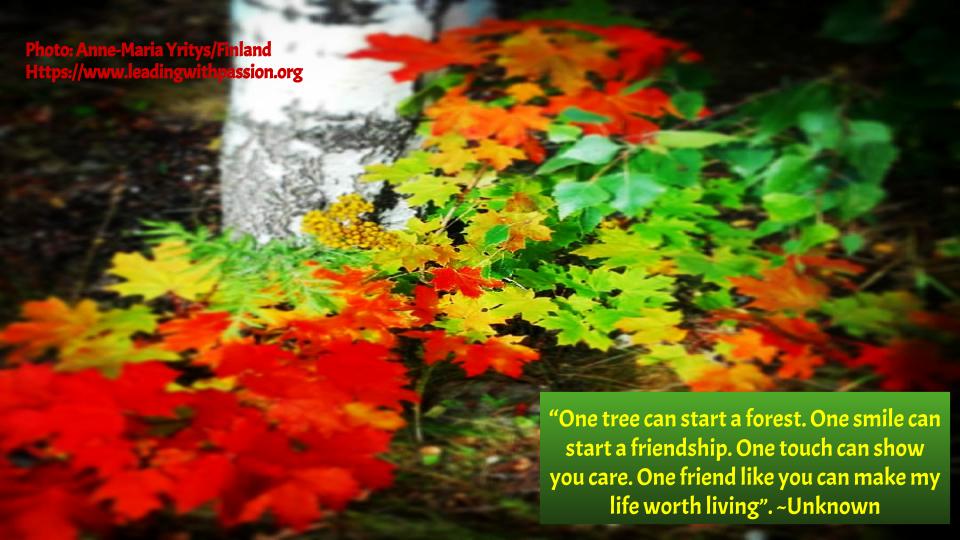 Photo: Anne-Maria Yritys/Finland
Https://www.leadingwithpassion.org
“One tree can start a forest. One smile can
start a friendship. One touch can show
you care. One friend like you can make my
life worth living”. ~Unknown